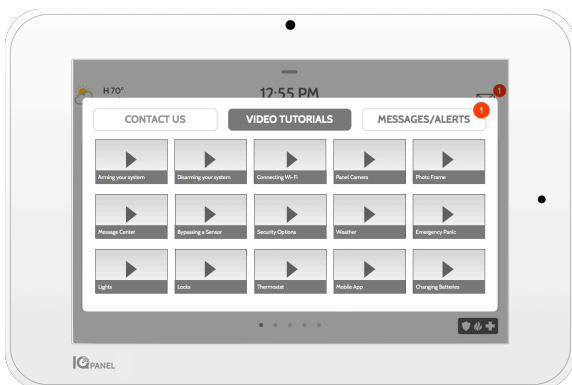 H 70°
12:55 PM
1
CONTACT US
VIDEO TUTORIALS
MESSAGES/ALERTS
1
Arming your system
Disarming your system
Connecting Wi-Fi
Panel Camera
Photo Frame
Message Center
Bypassing a Sensor
Security Options
Weather
Emergency Panic
Lights
Locks
Thermostat
Mobile App
Changing Batteries
IQ PANEL